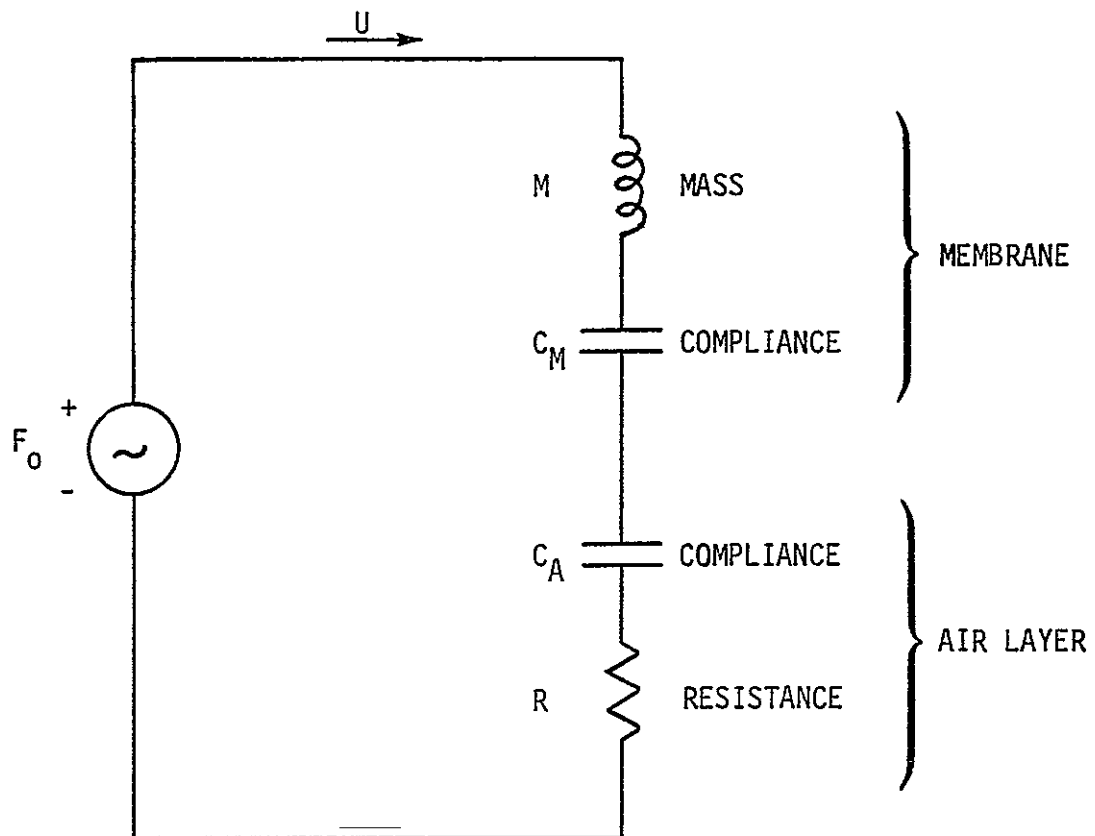 U
M MASS
MEMBRANE
C_M COMPLIANCE
+
F_o
~
-
C_A COMPLIANCE
AIR LAYER
R RESISTANCE